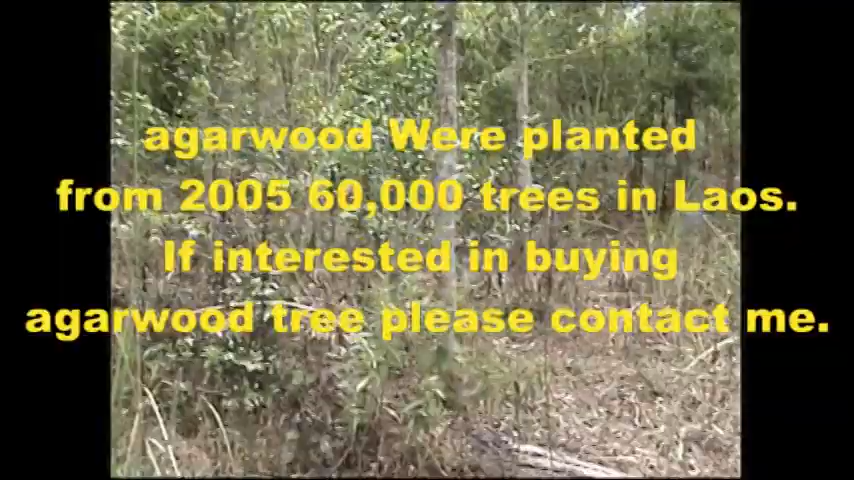 agarwood Were planted
from 2005 60,000 trees in Laos.
If interested in buying
agarwood tree please contact me.